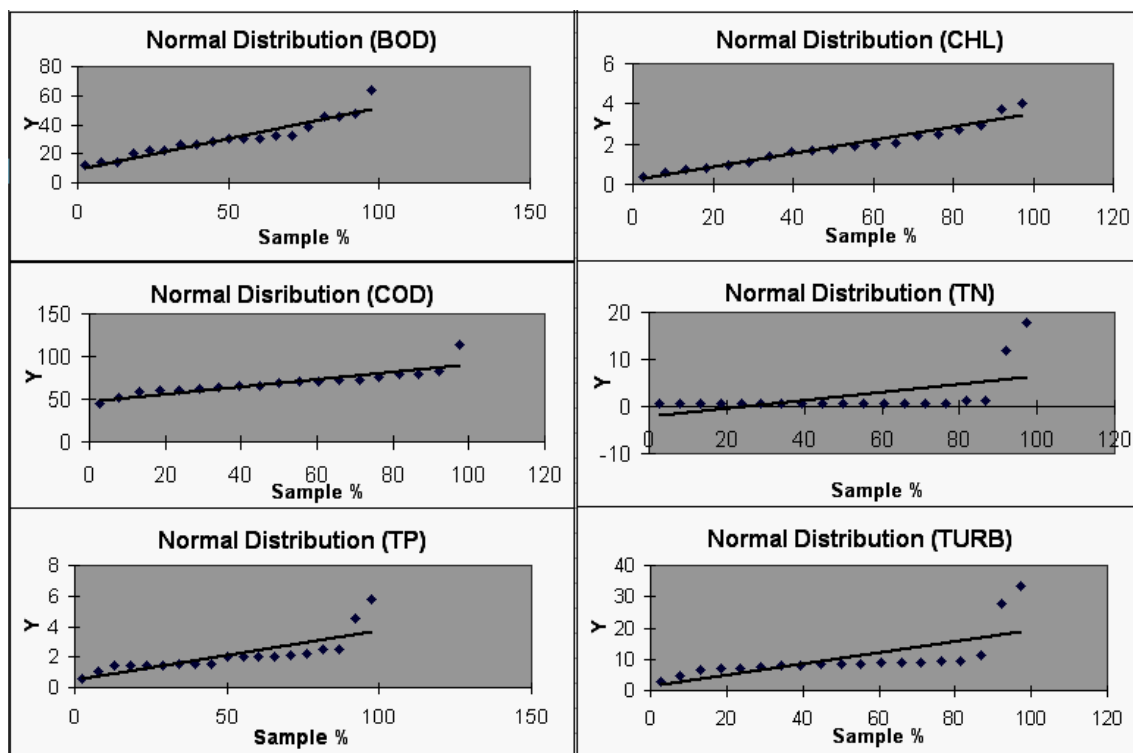 Normal Distribution (BOD)
80
60
40
20
0
Y
0 50 100 150
Sample %
Normal Distribution (CHL)
6
4
2
0
Y
0 20 40 60 80 100 120
Sample %
Normal Disribution (COD)
150
100
50
0
Y
0 20 40 60 80 100 120
Sample %
Normal Distribution (TN)
20
10
0
-10
Y
0 20 40 60 80 100 120
Sample %
Normal Distribution (TP)
8
6
4
2
0
Y
0 50 100 150
Sample %
Normal Distribution (TURB)
40
30
20
10
0
Y
0 20 40 60 80 100 120
Sample %